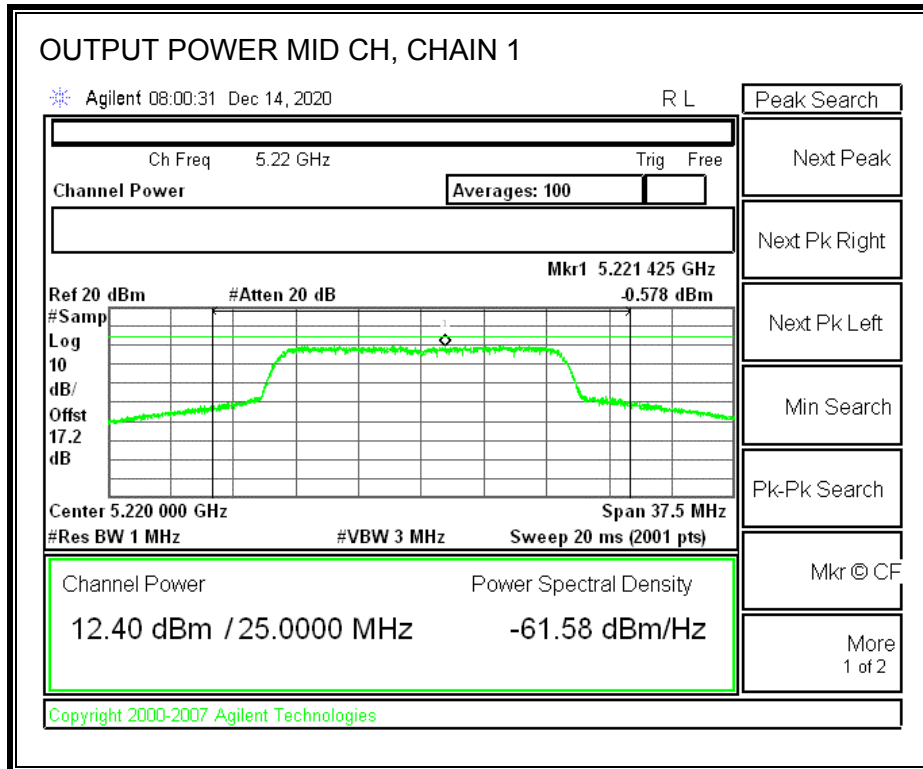 OUTPUT POWER MID CH, CHAIN 1
Agilent 08:00:31 Dec 14, 2020 R L
Peak Search
Ch Freq 5.22 GHz Trig Free
Channel Power Averages: 100
Mkr1 5.221 425 GHz
Ref 20 dBm #Atten 20 dB -0.578 dBm
#Samp
Log
10
dB/
Offst
17.2
dB
1
Center 5.220 000 GHz Span 37.5 MHz
#Res BW 1 MHz #VBW 3 MHz Sweep 20 ms (2001 pts)
Channel Power Power Spectral Density
12.40 dBm / 25.0000 MHz -61.58 dBm/Hz
Copyright 2000-2007 Agilent Technologies
Next Peak
Next Pk Right
Next Pk Left
Min Search
Pk-Pk Search
Mkr © CF
More
1 of 2